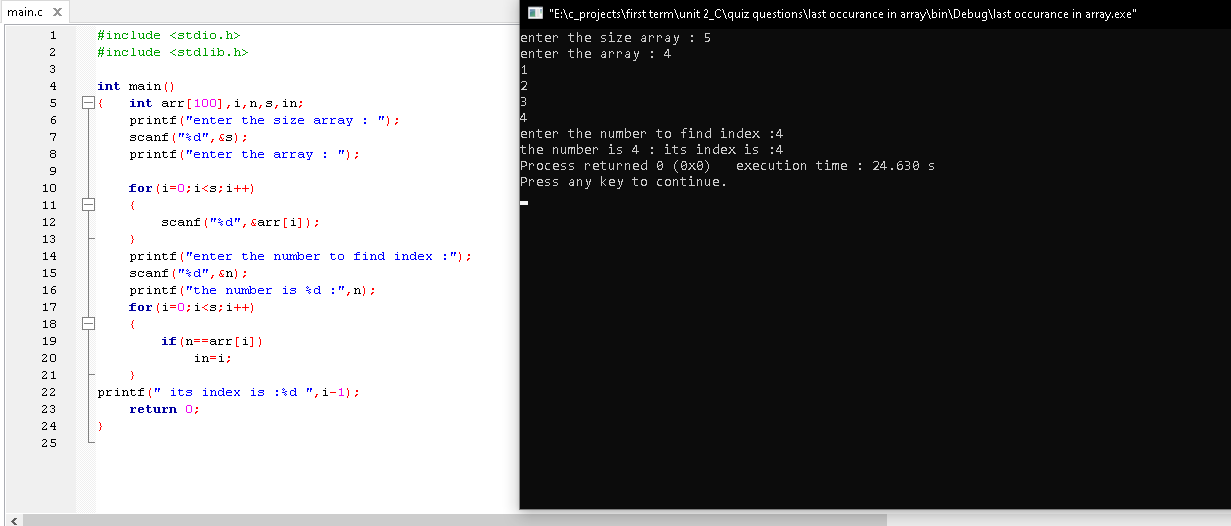 main.c
1 #include <stdio.h>
2 #include <stdlib.h>
3
4 int main()
5 { int arr[100],i,n,s,in;
6 printf("enter the size array : ");
7 scanf("%d",&s);
8 printf("enter the array : ");
9
10 for(i=0;i<s;i++)
11 {
12 scanf("%d",&arr[i]);
13 }
14 printf("enter the number to find index :");
15 scanf("%d",&n);
16 printf("the number is %d :",n);
17 for(i=0;i<s;i++)
18 {
19 if(n==arr[i])
20 in=i;
21 }
22 printf(" its index is :%d ",i-1);
23 return 0;
24 }
25
"E:\c_projects\first term\unit 2_C\quiz questions\last occurance in array\bin\Debug\last occurance in array.exe"
enter the size array : 5
enter the array : 4
1
2
3
4
enter the number to find index :4
the number is 4 : its index is :4
Process returned 0 (0x0)   execution time : 24.630 s
Press any key to continue.